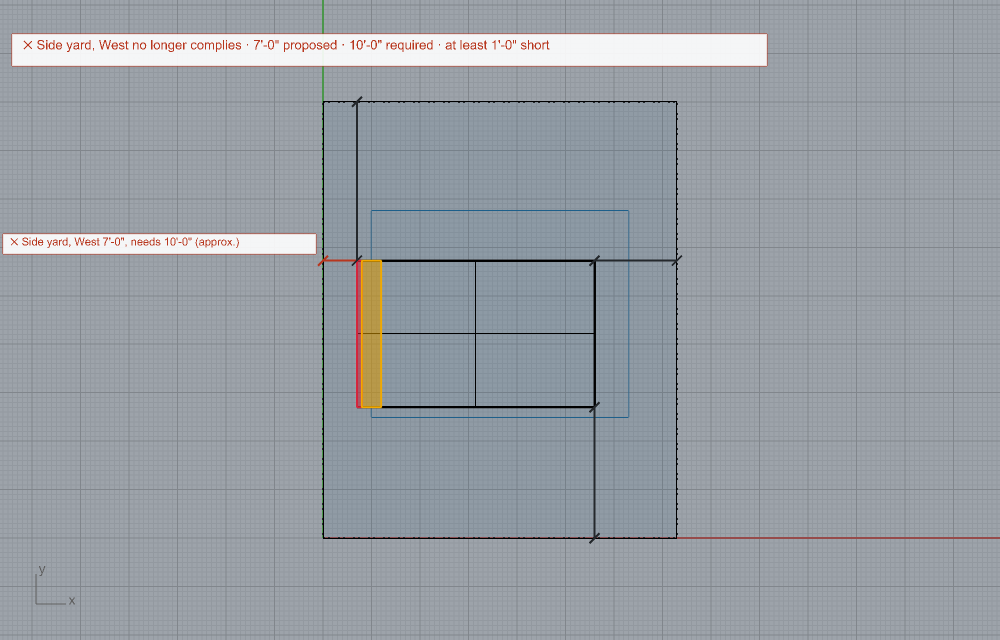 × Side yard, West no longer complies · 7'-0" proposed · 10'-0" required · at least 1'-0" short
× Side yard, West 7'-0", needs 10'-0" (approx.)
y
x